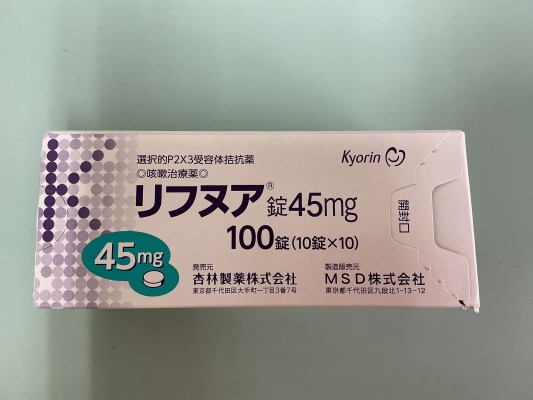 選択的P2X3受容体拮抗薬
◎咳嗽治療薬◎
Kyorin
リフヌア®錠45mg
100錠(10錠×10)
開封口
45mg
発売元
杏林製薬株式会社
東京都千代田区大手町一丁目3番7号
製造販売元
MSD株式会社
東京都千代田区九段北1-13-12